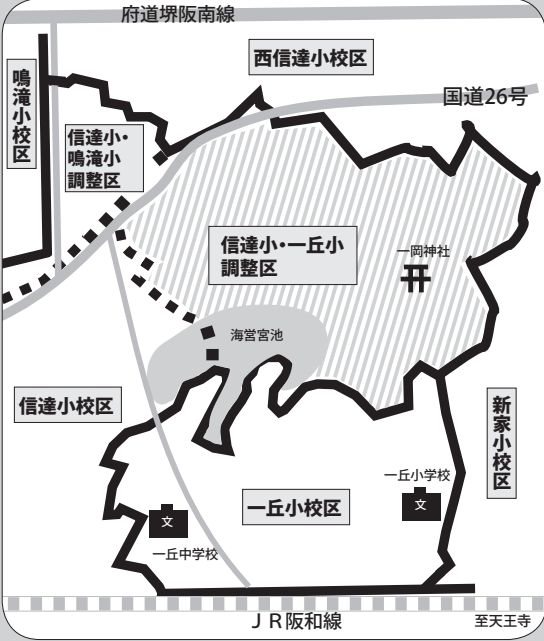 府道堺阪南線
西信達小校区
鳴滝小校区
国道26号
信達小・
鳴滝小
調整区
信達小・一丘小
調整区
一岡神社
海営宮池
信達小校区
新家小校区
一丘小学校
文
一丘小校区
文
一丘中学校
ＪＲ阪和線
至天王寺